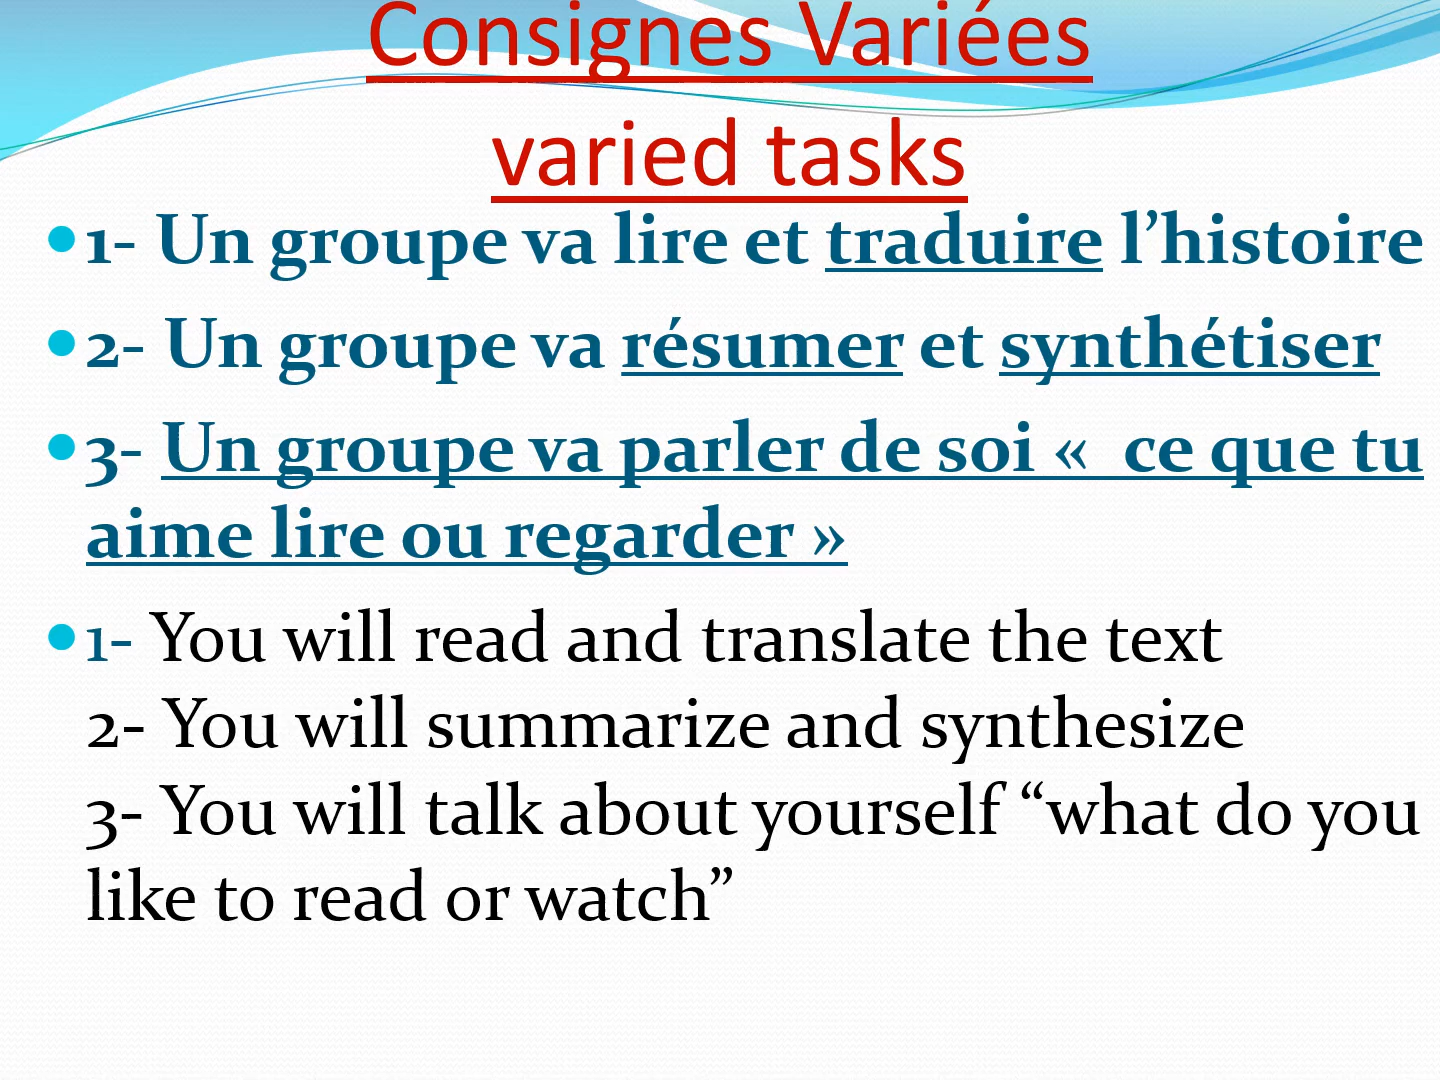 Consignes Variées
varied tasks
1- Un groupe va lire et traduire l’histoire
2- Un groupe va résumer et synthétiser
3- Un groupe va parler de soi «  ce que tu
aime lire ou regarder »
1- You will read and translate the text
2- You will summarize and synthesize
3- You will talk about yourself “what do you
like to read or watch”